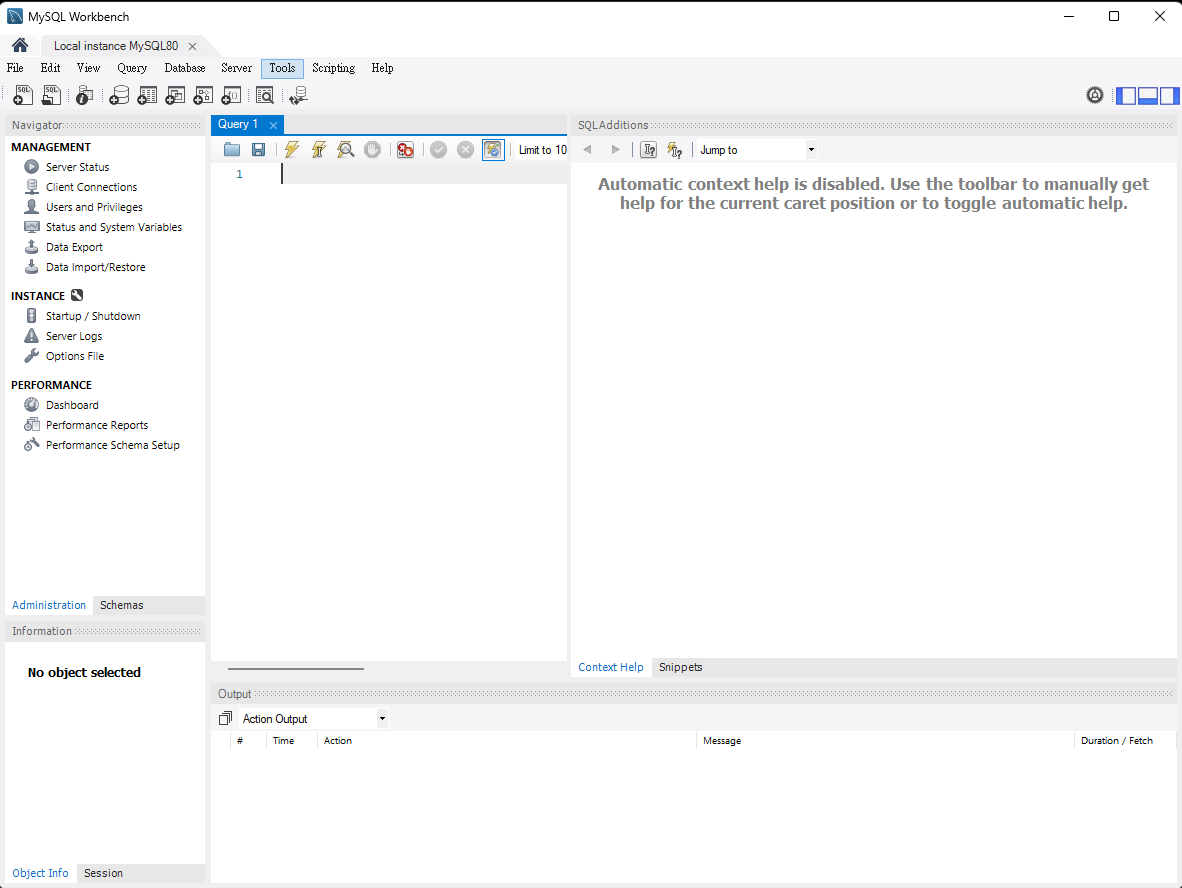 MySQL Workbench
Local instance MySQL80
File Edit View Query Database Server Tools Scripting Help
Navigator
MANAGEMENT
Server Status
Client Connections
Users and Privileges
Status and System Variables
Data Export
Data Import/Restore
INSTANCE
Startup / Shutdown
Server Logs
Options File
PERFORMANCE
Dashboard
Performance Reports
Performance Schema Setup
Administration Schemas
Information
No object selected
Object Info Session
Query 1
Limit to 10
1
SQLAdditions
Jump to
Automatic context help is disabled. Use the toolbar to manually get
help for the current caret position or to toggle automatic help.
Context Help Snippets
Output
Action Output
# Time Action Message Duration / Fetch